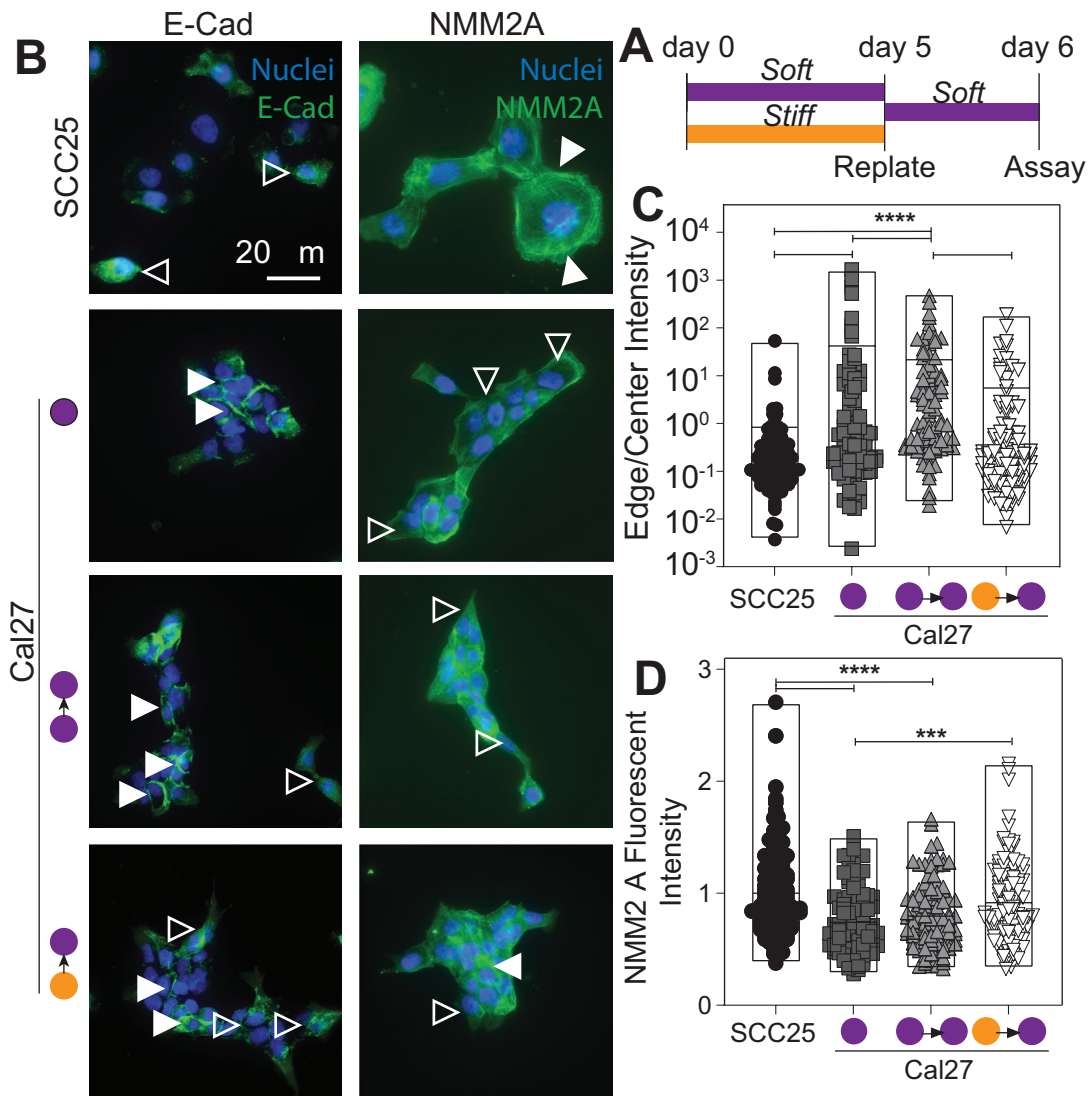 B
E-Cad
NMM2A
Nuclei
E-Cad
Nuclei
NMM2A
SCC25
20 m
Cal27
A
day 0
day 5
day 6
Soft
Stiff
Soft
Replate
Assay
C
Edge/Center Intensity
10⁴
10³
10²
10¹
10⁰
10⁻¹
10⁻²
10⁻³
****
SCC25
Cal27
D
NMM2 A Fluorescent
Intensity
3
2
1
0
****
***
SCC25
Cal27